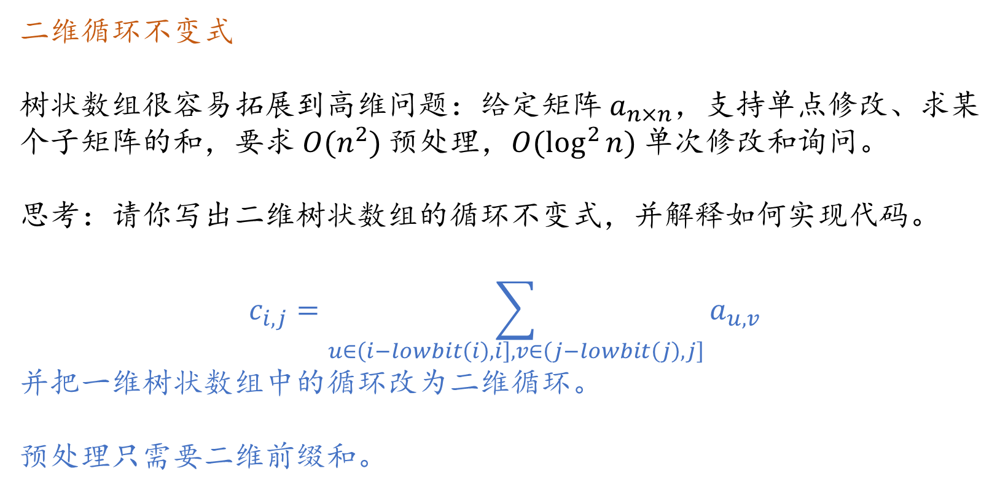 二维循环不变式
树状数组很容易拓展到高维问题：给定矩阵 $a_{n×n}$，支持单点修改、求某
个子矩阵的和，要求 $O(n^2)$ 预处理，$O(\log^2 n)$ 单次修改和询问。
思考：请你写出二维树状数组的循环不变式，并解释如何实现代码。
$c_{i,j} = \sum_{u∈(i−lowbit(i),i],v∈(j−lowbit(j),j]} a_{u,v}$
并把一维树状数组中的循环改为二维循环。
预处理只需要二维前缀和。